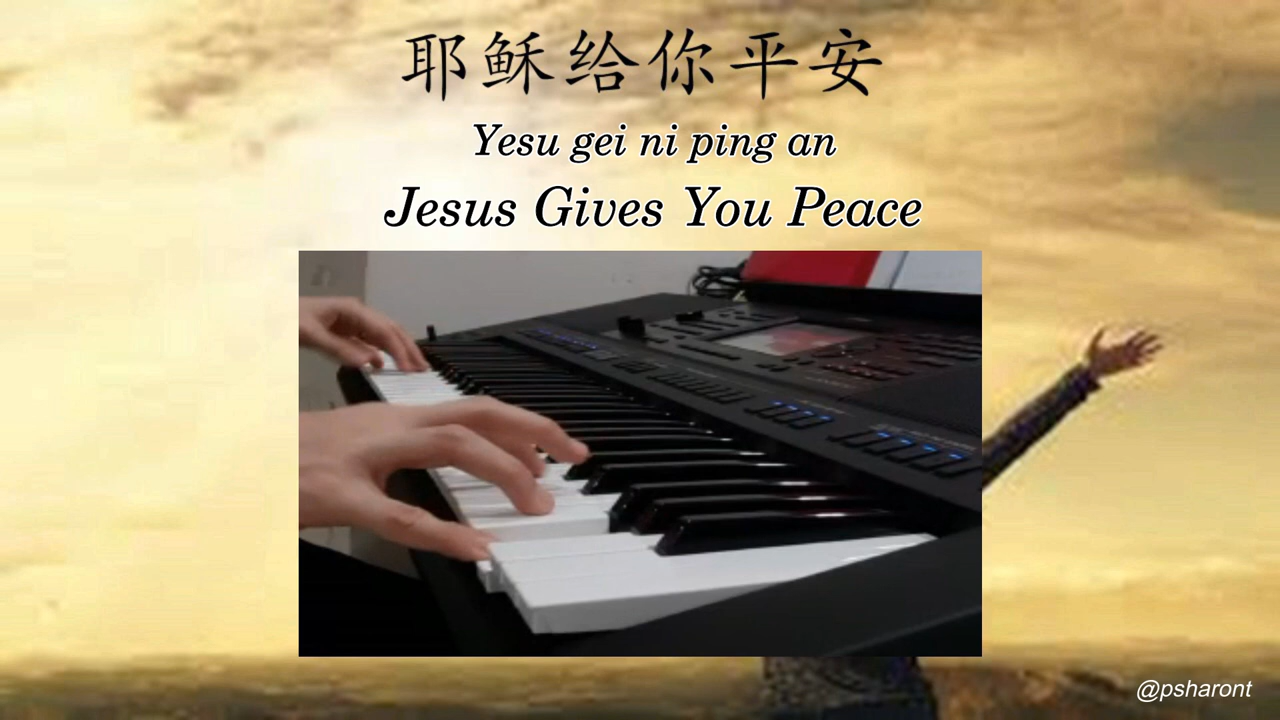 耶稣给你平安
Yesu gei ni ping an
Jesus Gives You Peace
@psharont